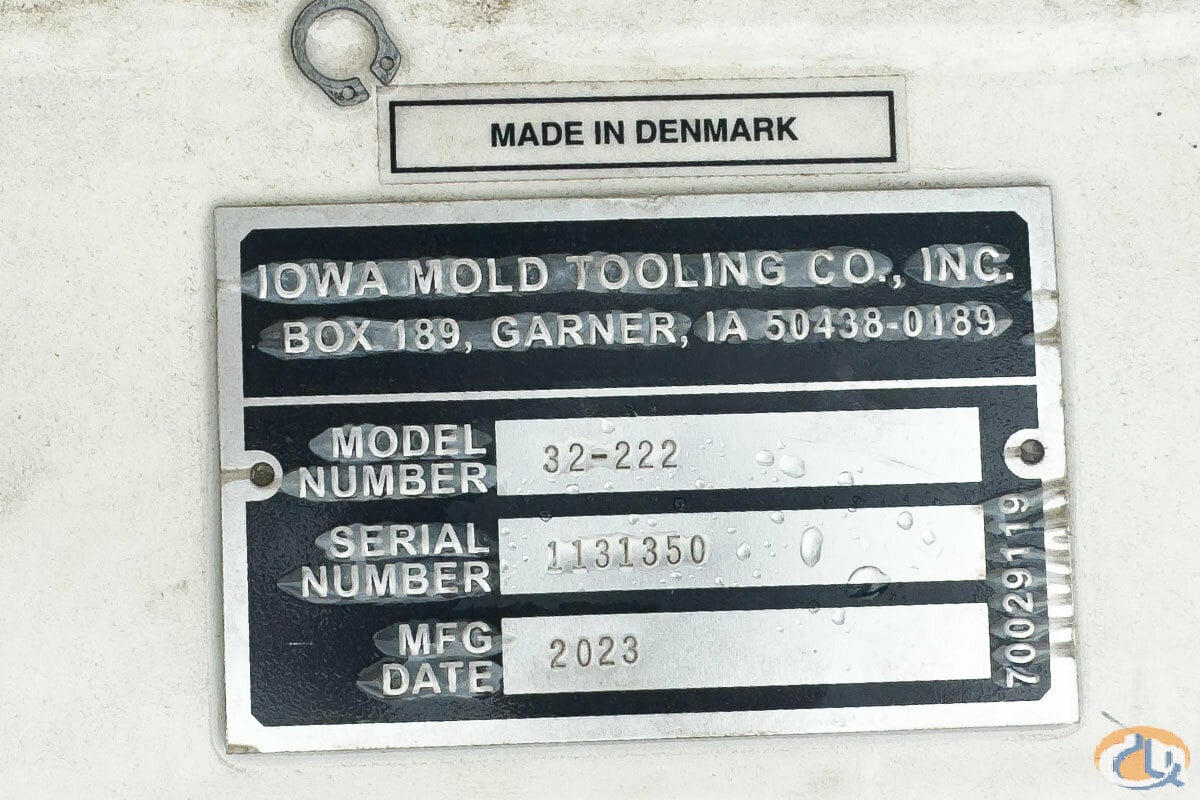 MADE IN DENMARK
IOWA MOLD TOOLING CO., INC.
BOX 189, GARNER, IA 50438-0189
MODEL NUMBER 32-222
SERIAL NUMBER 1131350
MFG DATE 2023
70029119